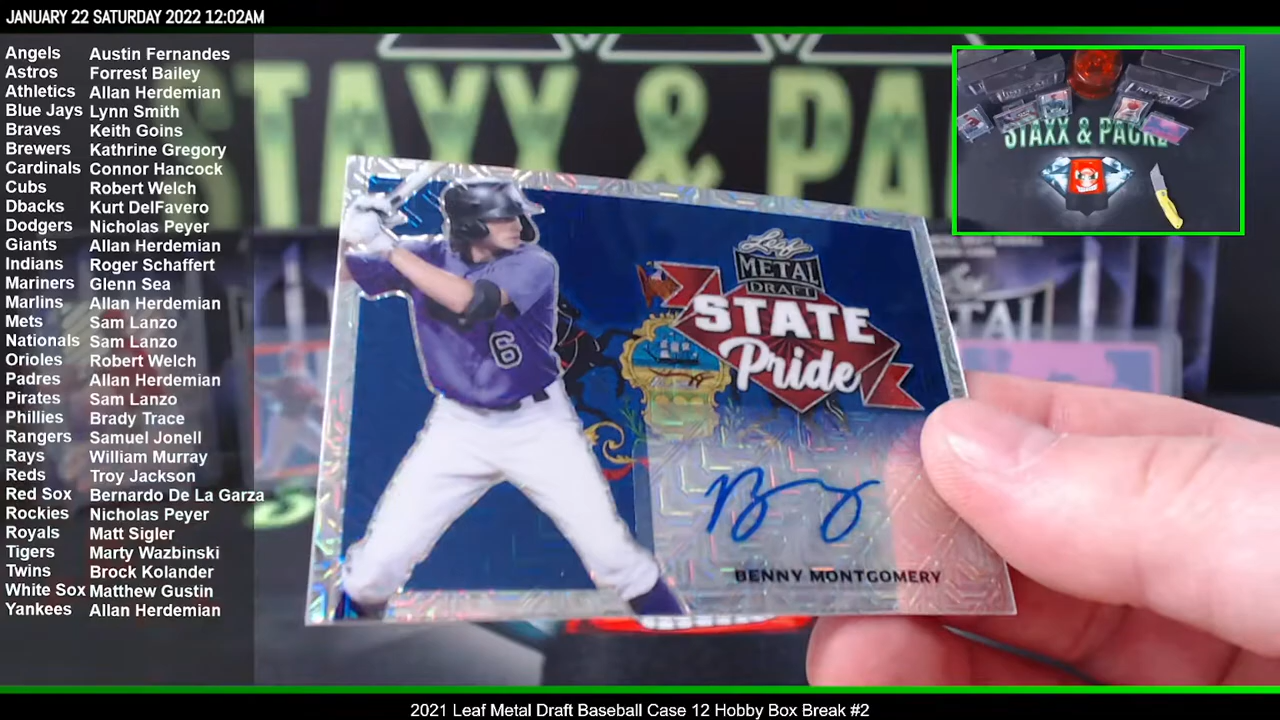 JANUARY 22 SATURDAY 2022 12:02AM
Angels Austin Fernandes
Astros Forrest Bailey
Athletics Allan Herdemian
Blue Jays Lynn Smith
Braves Keith Goins
Brewers Kathrine Gregory
Cardinals Connor Hancock
Cubs Robert Welch
Dbacks Kurt DelFavero
Dodgers Nicholas Peyer
Giants Allan Herdemian
Indians Roger Schaffert
Mariners Glenn Sea
Marlins Allan Herdemian
Mets Sam Lanzo
Nationals Sam Lanzo
Orioles Robert Welch
Padres Allan Herdemian
Pirates Sam Lanzo
Phillies Brady Trace
Rangers Samuel Jonell
Rays William Murray
Reds Troy Jackson
Red Sox Bernardo De La Garza
Rockies Nicholas Peyer
Royals Matt Sigler
Tigers Marty Wazbinski
Twins Brock Kolander
White Sox Matthew Gustin
Yankees Allan Herdemian
STAXX & PA
STAXX & PACK
Leaf
METAL
DRAFT
STATE
Pride
6
BENNY MONTGOMERY
2021 Leaf Metal Draft Baseball Case 12 Hobby Box Break #2